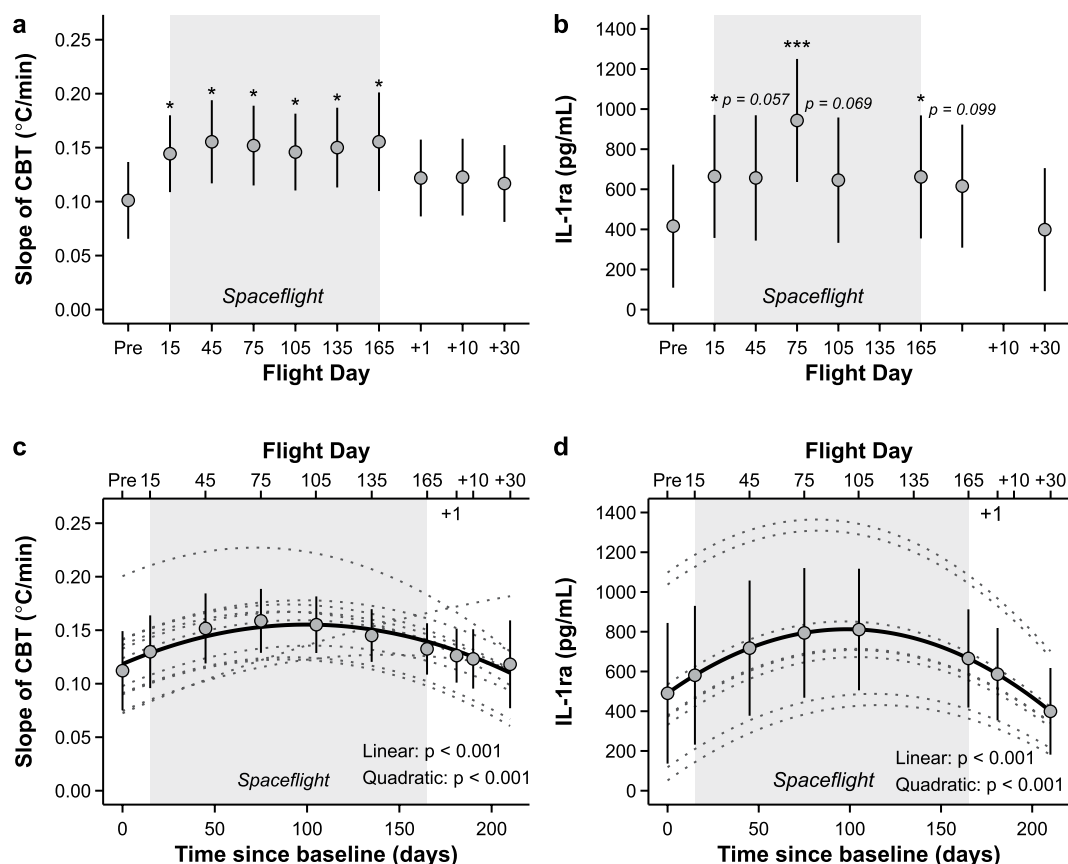 a
0.25
0.20
0.15
0.10
0.05
0.00
Slope of CBT (°C/min)
* * * * * *
Spaceflight
Pre 15 45 75 105 135 165 +1 +10 +30
Flight Day
b
1400
1200
1000
800
600
400
200
0
IL-1ra (pg/mL)
***
* p = 0.057 p = 0.069 * p = 0.099
Spaceflight
Pre 15 45 75 105 135 165 +10 +30
Flight Day
c
Flight Day
Pre 15 45 75 105 135 165 +10 +30
+1
0.25
0.20
0.15
0.10
0.05
0.00
Slope of CBT (°C/min)
Linear: p < 0.001
Quadratic: p < 0.001
Spaceflight
0 50 100 150 200
Time since baseline (days)
d
Flight Day
Pre 15 45 75 105 135 165 +10 +30
+1
1400
1200
1000
800
600
400
200
0
IL-1ra (pg/mL)
Linear: p < 0.001
Quadratic: p < 0.001
Spaceflight
0 50 100 150 200
Time since baseline (days)